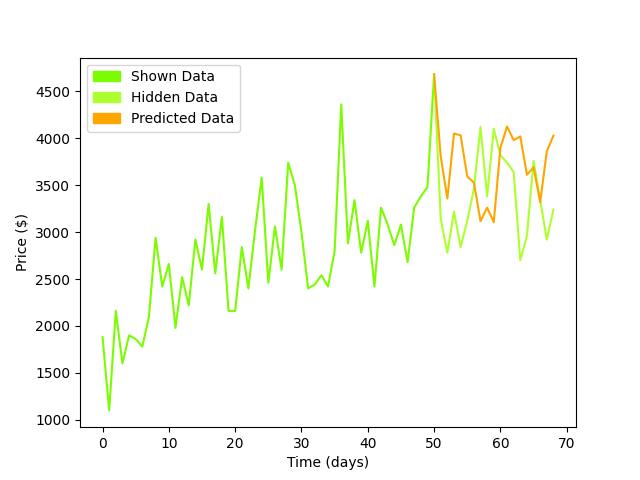 Shown Data
Hidden Data
Predicted Data
Price ($)
4500
4000
3500
3000
2500
2000
1500
1000
0 10 20 30 40 50 60 70
Time (days)